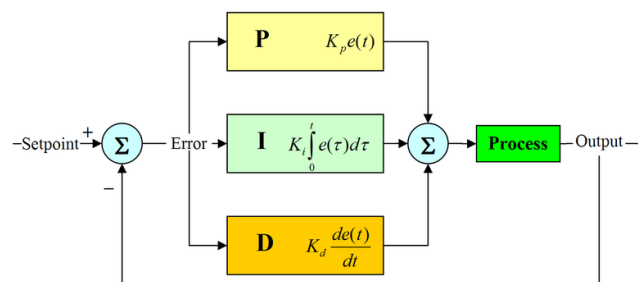 P K_p e(t)
–Setpoint + Σ Error I K_i ∫_0^t e(τ)dτ Σ Process Output
−
D K_d de(t)/dt